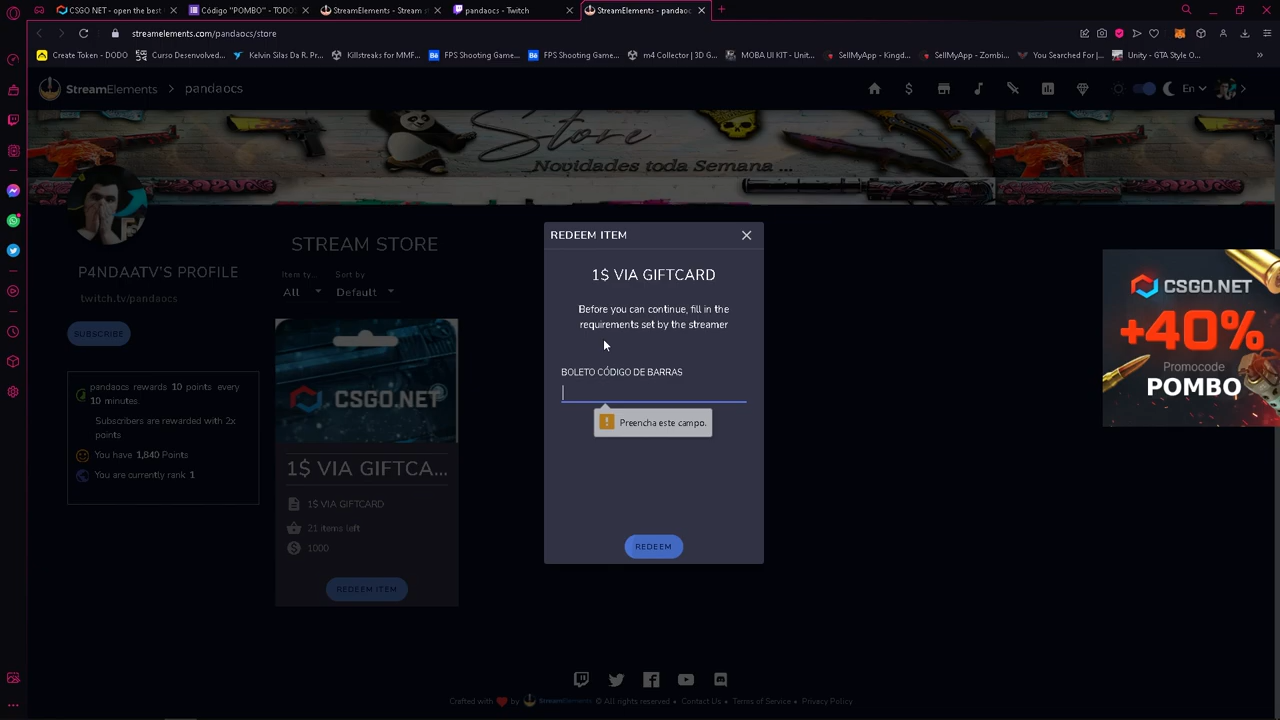 CSGO NET - open the best
Código "POMBO" - TODO
StreamElements - Stream s
pandaocs - Twitch
StreamElements - pandaoc
streamelements.com/pandaocs/store
Create Token - DODO
Curso Desenvolved...
Kelvin Silas Da R. Pr...
Killstreaks for MMF...
FPS Shooting Game...
FPS Shooting Game...
m4 Collector | 3D G...
MOBA UI KIT - Unit...
SellMyApp - Kingd...
SellMyApp - Zombi...
You Searched For |...
Unity - GTA Style O...
StreamElements
pandaocs
En
Store
Novidades toda Semana ...
P4NDAATV'S PROFILE
twitch.tv/pandaocs
SUBSCRIBE
pandaocs rewards 10 points every
10 minutes.
Subscribers are rewarded with 2x
points
You have 1,840 Points
You are currently rank 1
STREAM STORE
Item ty...
Sort by
All
Default
CSGO.NET
1$ VIA GIFTCA...
1$ VIA GIFTCARD
21 items left
1000
REDEEM ITEM
REDEEM ITEM
1$ VIA GIFTCARD
Before you can continue, fill in the
requirements set by the streamer
BOLETO CÓDIGO DE BARRAS
Preencha este campo.
REDEEM
CSGO.NET
+40%
Promocode
POMBO
Crafted with ❤ by StreamElements © All rights reserved • Contact Us • Terms of Service • Privacy Policy